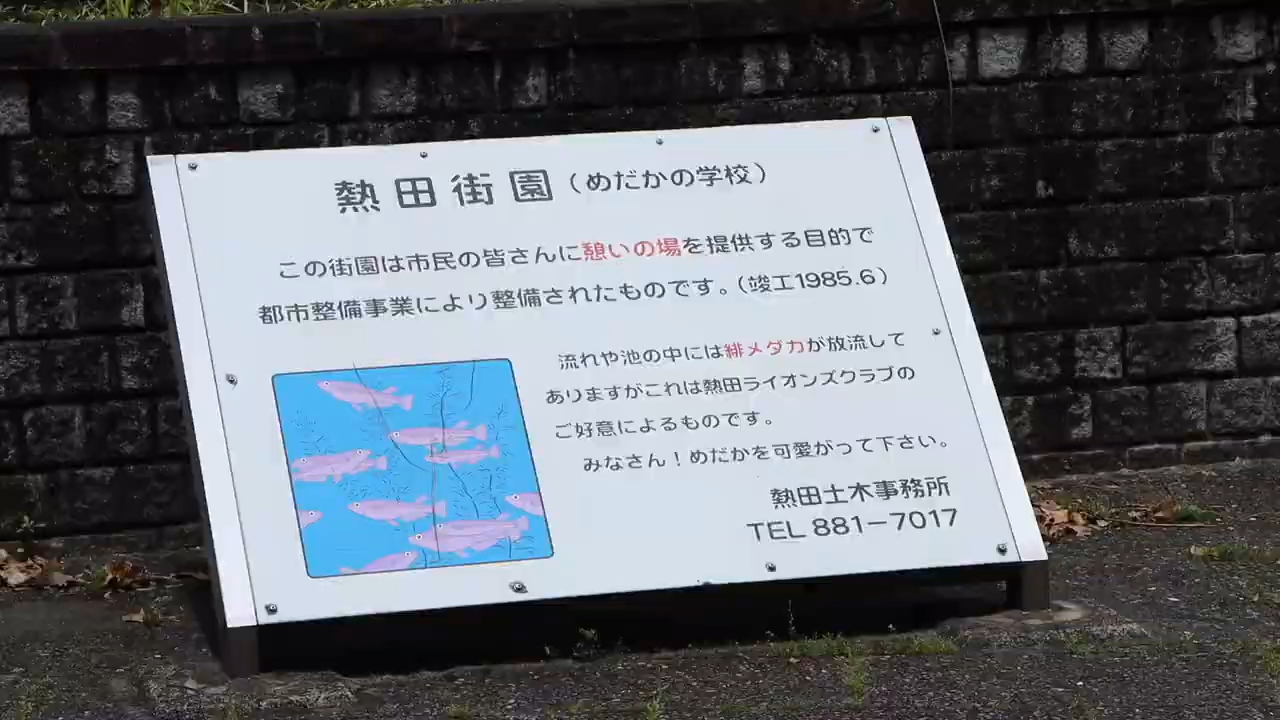 熱田街園（めだかの学校）
この街園は市民の皆さんに憩いの場を提供する目的で
都市整備事業により整備されたものです。（竣工1985.6）
流れや池の中には緋メダカが放流して
ありますがこれは熱田ライオンズクラブの
ご好意によるものです。
みなさん！めだかを可愛がって下さい。
熱田土木事務所
TEL 881－7017